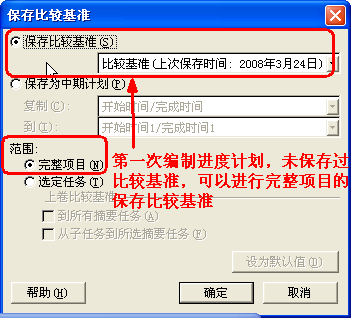 保存比较基准
保存比较基准(S)
比较基准(上次保存时间: 2008年3月24日)
保存为中期计划(P)
复制(C):
开始时间/完成时间
到(I):
开始时间1/完成时间1
范围:
完整项目(N)
选定任务(T)
上卷比较基准
到所有摘要任务(A)
从子任务到所选摘要任务(F)
第一次编制进度计划，未保存过
比较基准，可以进行完整项目的
保存比较基准
设为默认值(D)
帮助(H)
确定
取消